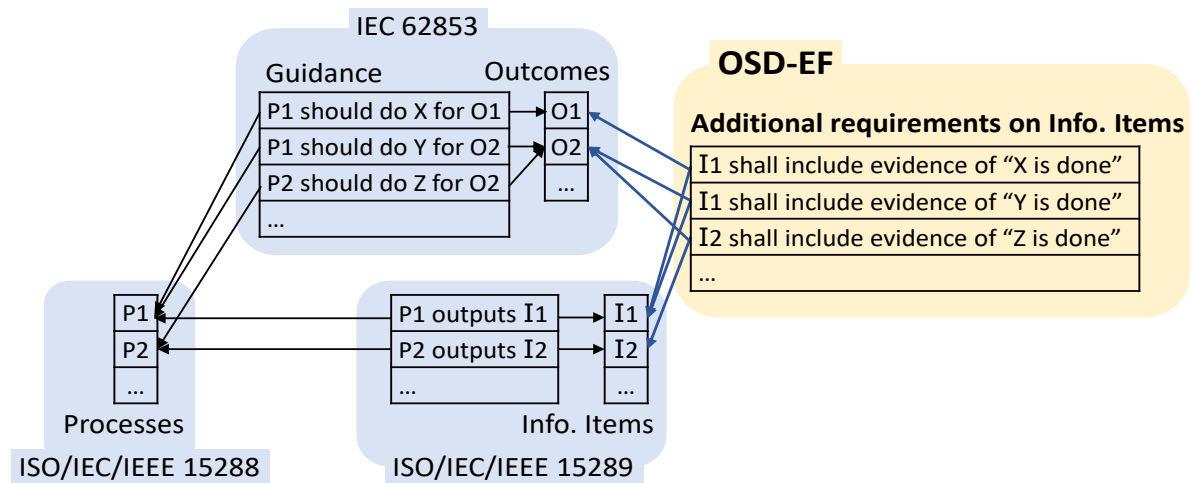 IEC 62853
Guidance
Outcomes
P1 should do X for O1
P1 should do Y for O2
P2 should do Z for O2
...
O1
O2
...
OSD-EF
Additional requirements on Info. Items
I1 shall include evidence of “X is done”
I1 shall include evidence of “Y is done”
I2 shall include evidence of “Z is done”
...
P1
P2
...
Processes
ISO/IEC/IEEE 15288
P1 outputs I1
P2 outputs I2
...
I1
I2
...
Info. Items
ISO/IEC/IEEE 15289